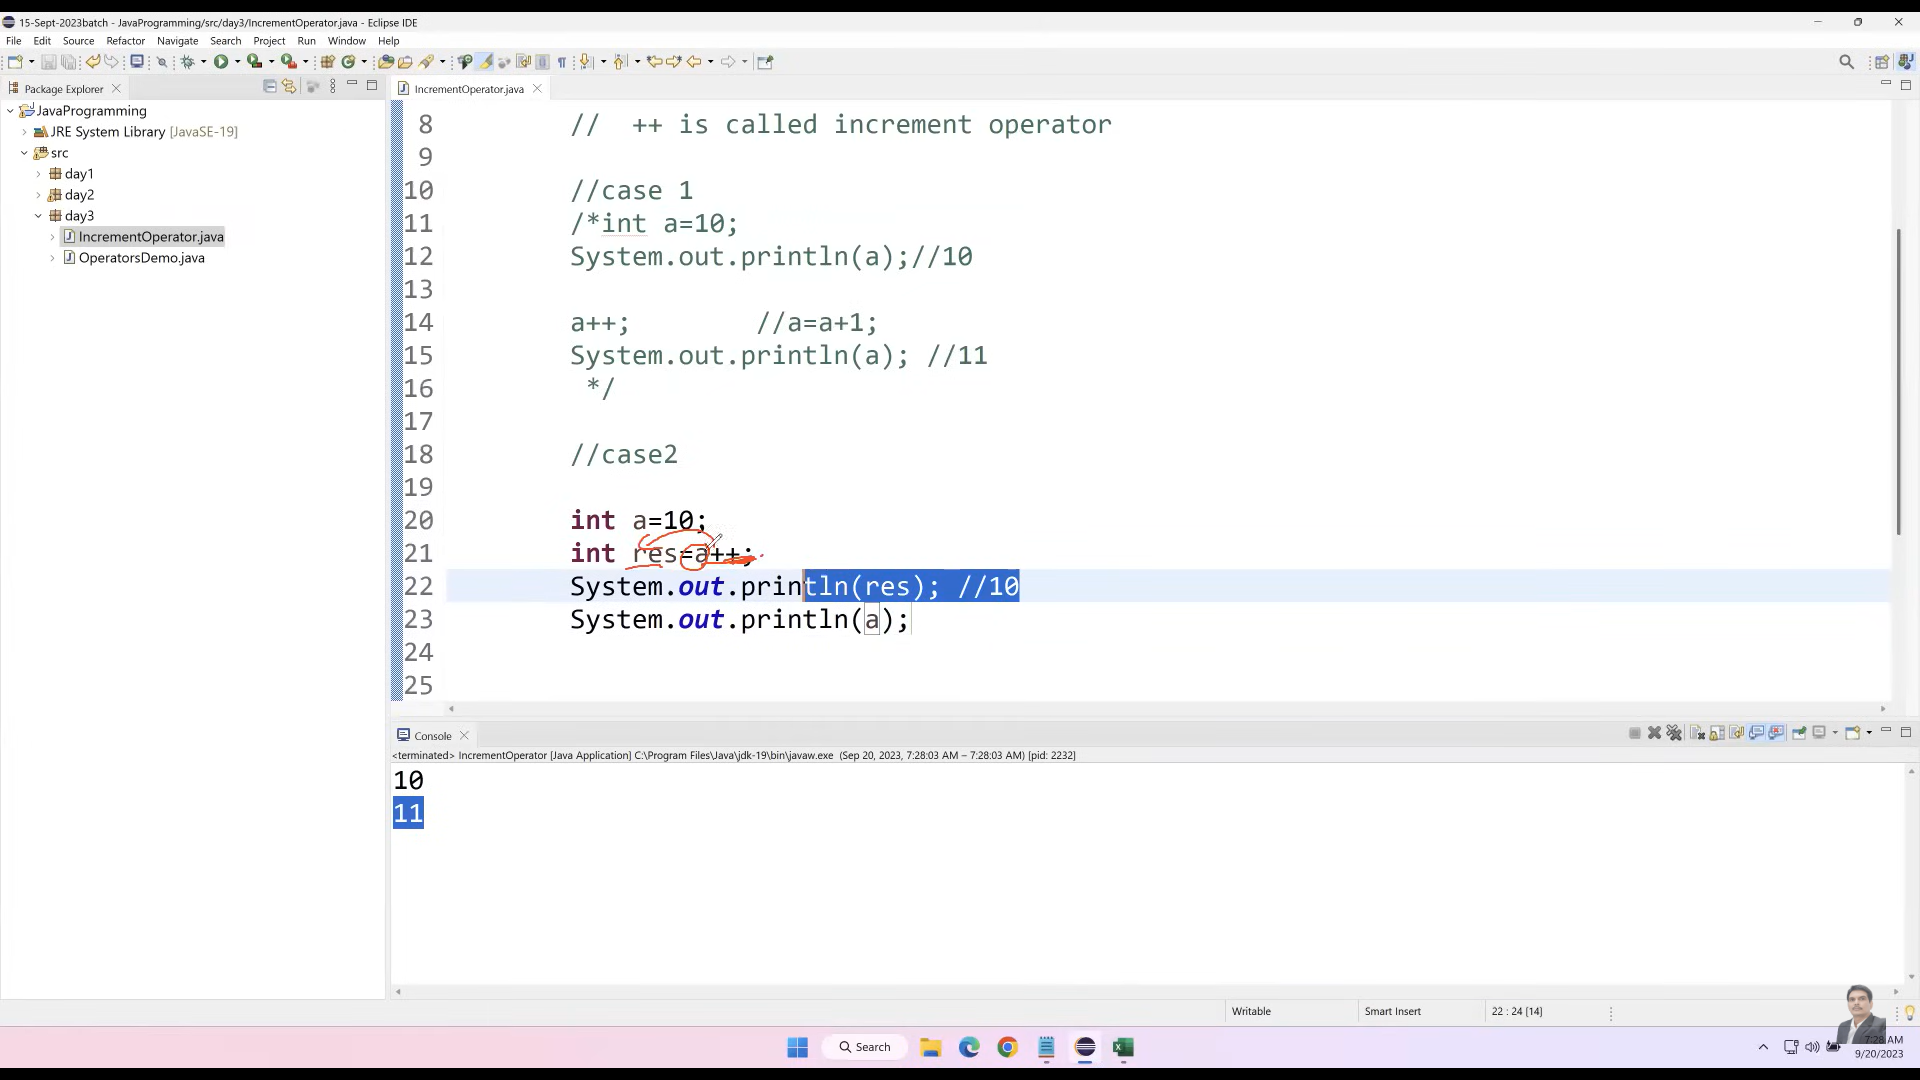 15-Sept-2023batch - JavaProgramming/src/day3/IncrementOperator.java - Eclipse IDE
File Edit Source Refactor Navigate Search Project Run Window Help
Package Explorer
JavaProgramming
JRE System Library [JavaSE-19]
src
day1
day2
day3
IncrementOperator.java
OperatorsDemo.java
IncrementOperator.java
8 // ++ is called increment operator
9
10 //case 1
11 /*int a=10;
12 System.out.println(a);//10
13
14 a++; //a=a+1;
15 System.out.println(a); //11
16 */
17
18 //case2
19
20 int a=10;
21 int res=a++;
22 System.out.println(res); //10
23 System.out.println(a);
24
25
Console
<terminated> IncrementOperator [Java Application] C:\Program Files\Java\jdk-19\bin\javaw.exe (Sep 20, 2023, 7:28:03 AM – 7:28:03 AM) [pid: 2232]
10
11
Writable Smart Insert 22 : 24 [14]
Search
7:28 AM
9/20/2023